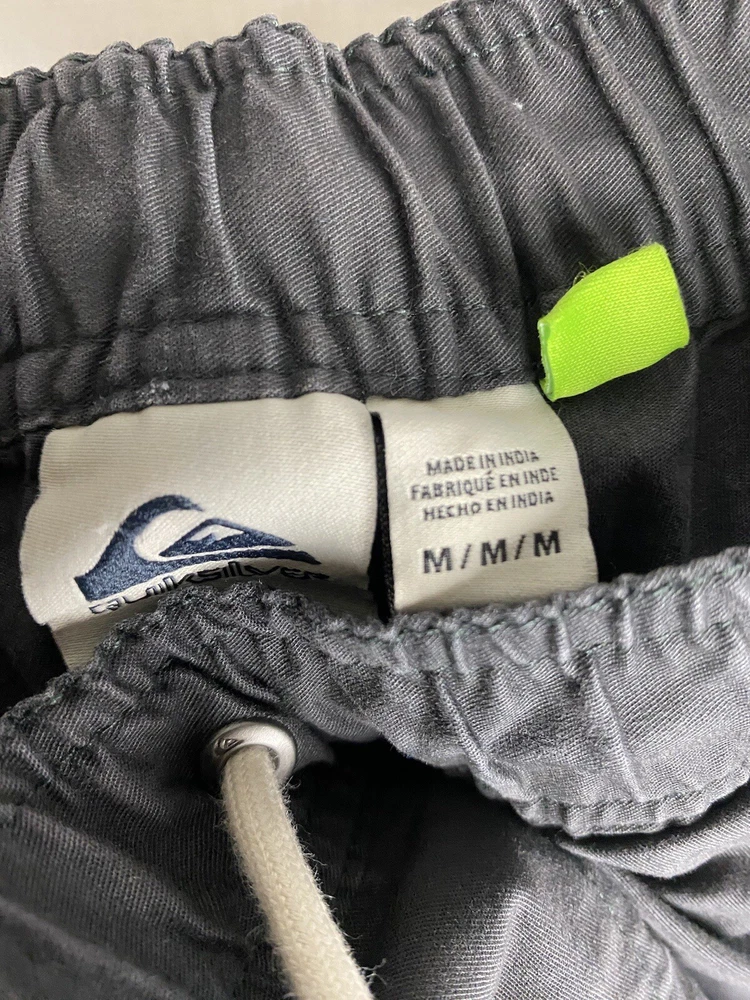 QUIKSILVER
MADE IN INDIA
FABRIQUÉ EN INDE
HECHO EN INDIA
M/M/M